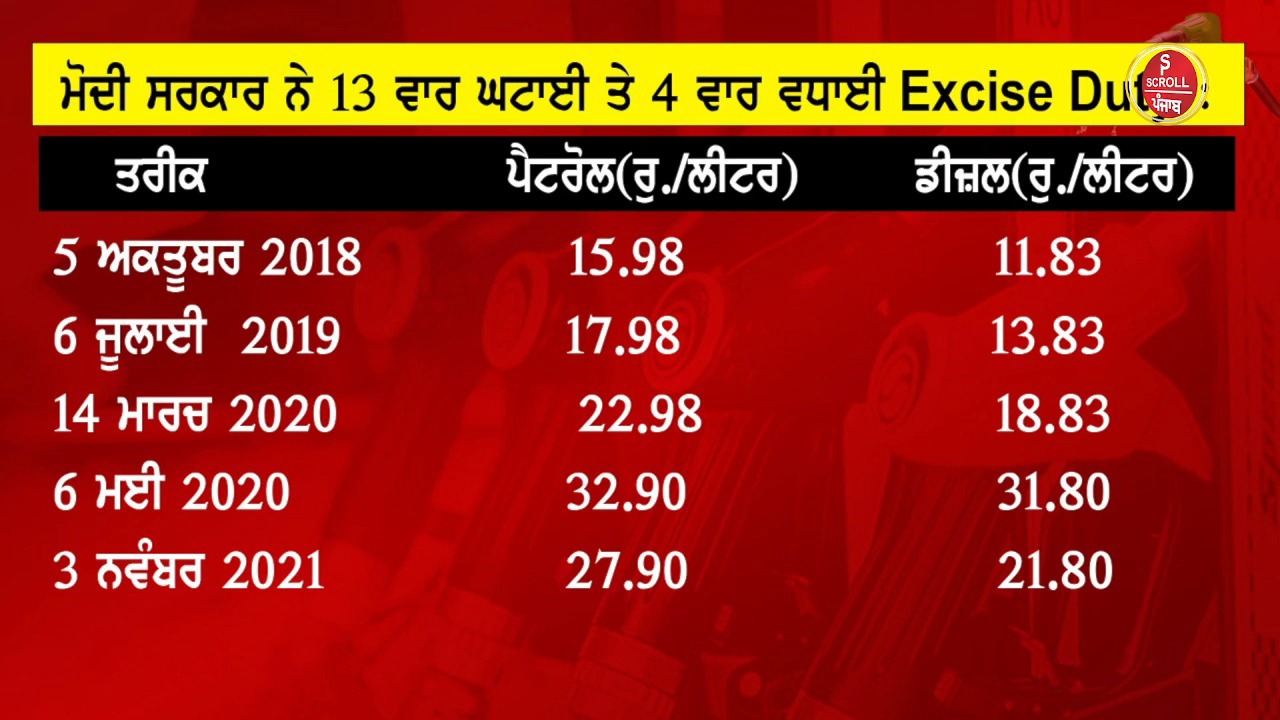 ਮੋਦੀ ਸਰਕਾਰ ਨੇ 13 ਵਾਰ ਘਟਾਈ ਤੇ 4 ਵਾਰ ਵਧਾਈ Excise
SCROLL
ਪੰਜਾਬ
ਤਰੀਕ ਪੈਟਰੋਲ(ਰੁ./ਲੀਟਰ) ਡੀਜ਼ਲ(ਰੁ./ਲੀਟਰ)
5 ਅਕਤੂਬਰ 2018 15.98 11.83
6 ਜੂਲਾਈ 2019 17.98 13.83
14 ਮਾਰਚ 2020 22.98 18.83
6 ਮਈ 2020 32.90 31.80
3 ਨਵੰਬਰ 2021 27.90 21.80